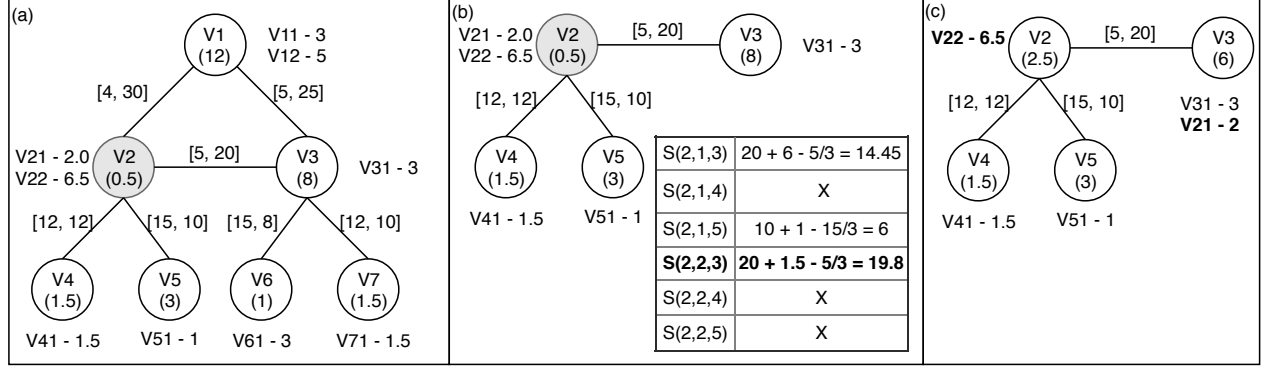 (a)
V1
(12)
V11 - 3
V12 - 5
[4, 30]
[5, 25]
V21 - 2.0
V22 - 6.5
V2
(0.5)
[5, 20]
V3
(8)
V31 - 3
[12, 12]
[15, 10]
[15, 8]
[12, 10]
V4
(1.5)
V5
(3)
V6
(1)
V7
(1.5)
V41 - 1.5
V51 - 1
V61 - 3
V71 - 1.5
(b)
V21 - 2.0
V22 - 6.5
V2
(0.5)
[5, 20]
V3
(8)
V31 - 3
[12, 12]
[15, 10]
V4
(1.5)
V5
(3)
V41 - 1.5
V51 - 1
S(2,1,3) 20 + 6 - 5/3 = 14.45
S(2,1,4) X
S(2,1,5) 10 + 1 - 15/3 = 6
S(2,2,3) 20 + 1.5 - 5/3 = 19.8
S(2,2,4) X
S(2,2,5) X
(c)
V22 - 6.5
V2
(2.5)
[5, 20]
V3
(6)
V31 - 3
V21 - 2
[12, 12]
[15, 10]
V4
(1.5)
V5
(3)
V41 - 1.5
V51 - 1